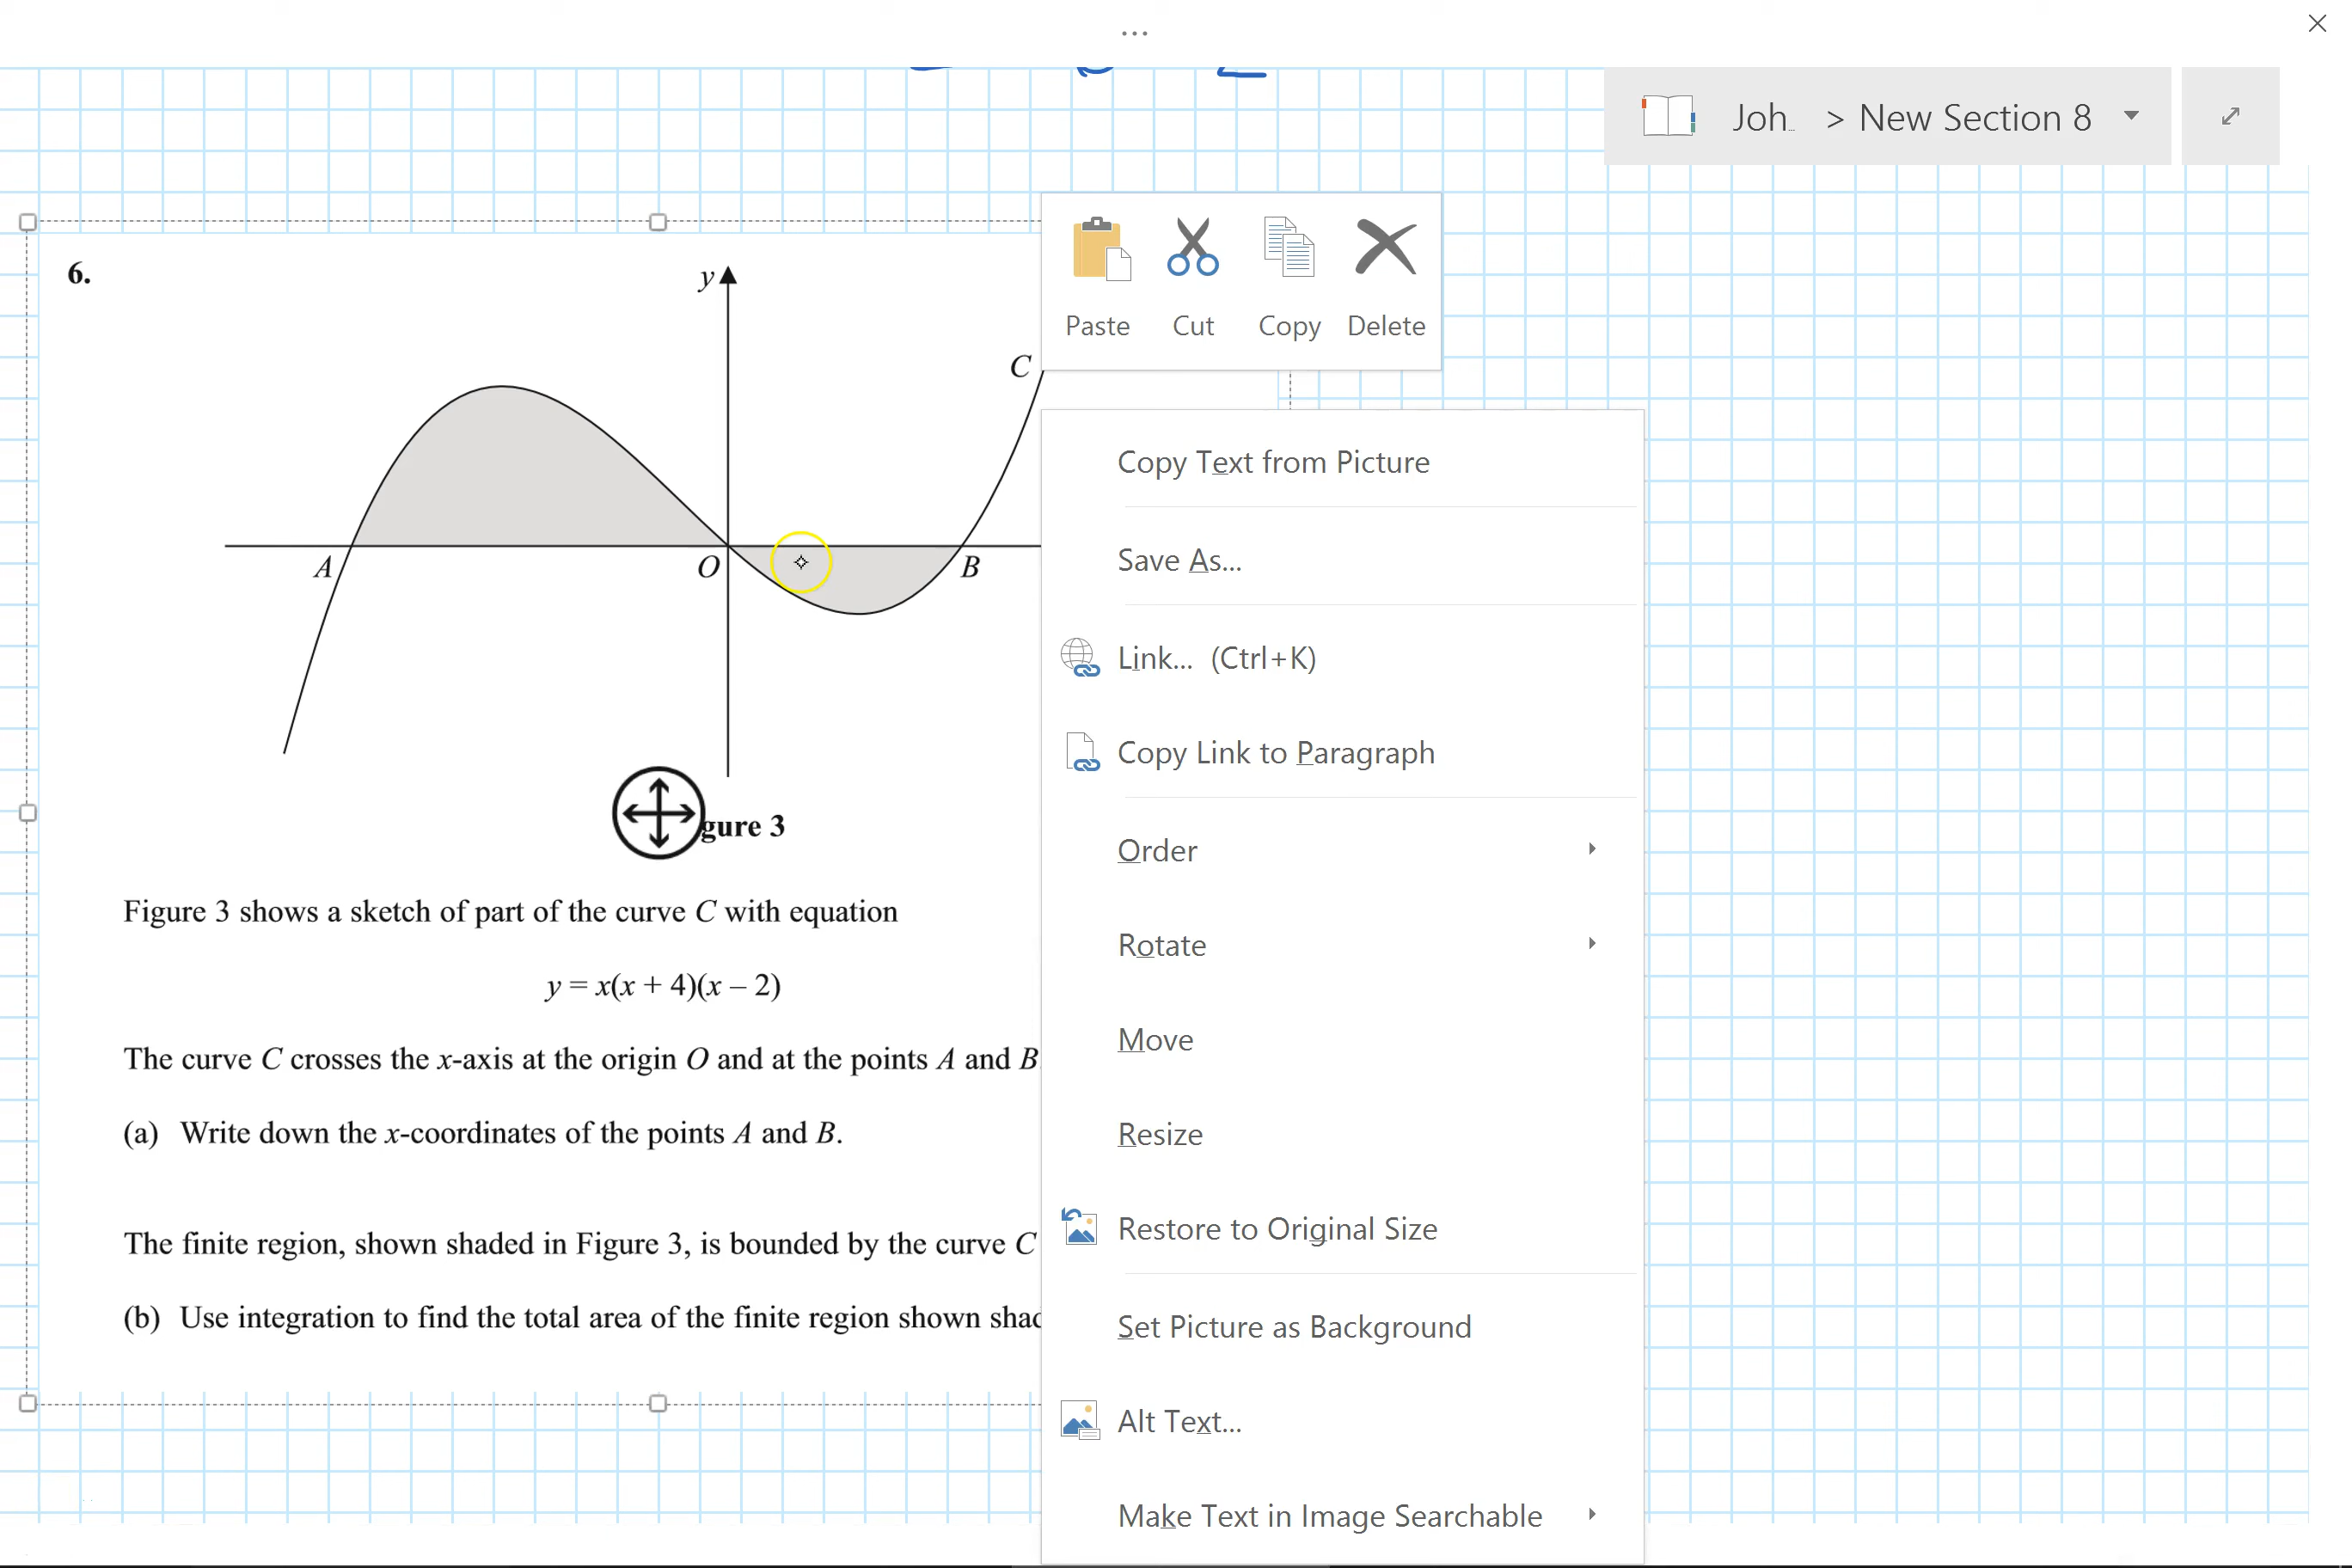 ...
Joh... > New Section 8
6.
y
C
A
O
B
Paste Cut Copy Delete
gure 3
Figure 3 shows a sketch of part of the curve C with equation
y = x(x + 4)(x – 2)
The curve C crosses the x-axis at the origin O and at the points A and B
(a) Write down the x-coordinates of the points A and B.
The finite region, shown shaded in Figure 3, is bounded by the curve C
(b) Use integration to find the total area of the finite region shown shad
Copy Text from Picture
Save As...
Link... (Ctrl+K)
Copy Link to Paragraph
Order
Rotate
Move
Resize
Restore to Original Size
Set Picture as Background
Alt Text...
Make Text in Image Searchable